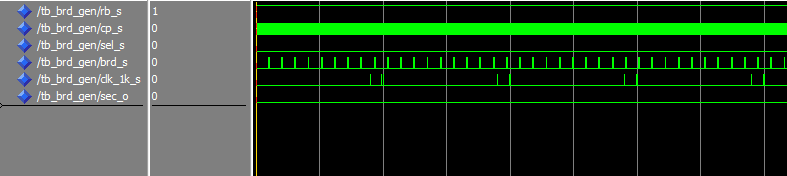 /tb_brd_gen/rb_s 1
/tb_brd_gen/cp_s 0
/tb_brd_gen/sel_s 0
/tb_brd_gen/brd_s 0
/tb_brd_gen/clk_1k_s 0
/tb_brd_gen/sec_o 0